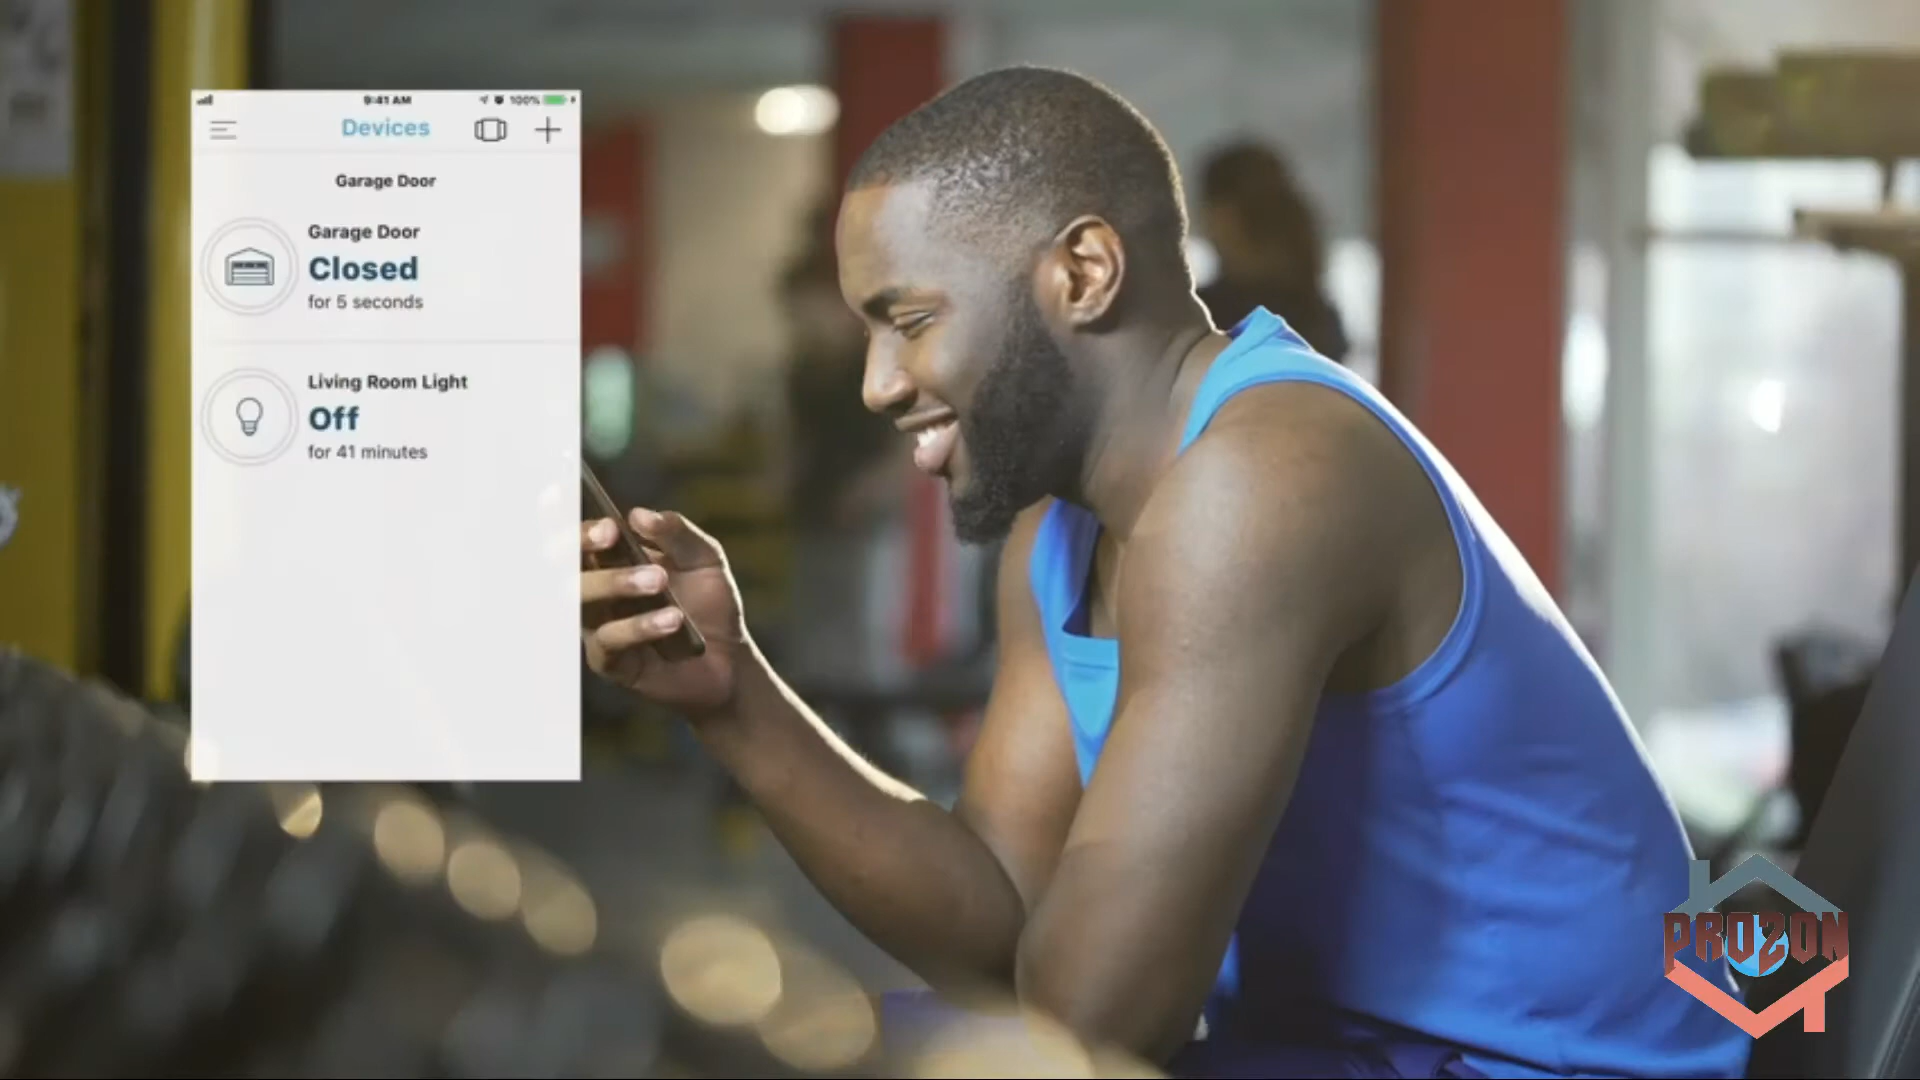 9:41 AM
100%
Devices
Garage Door
Garage Door
Closed
for 5 seconds
Living Room Light
Off
for 41 minutes
PROZON